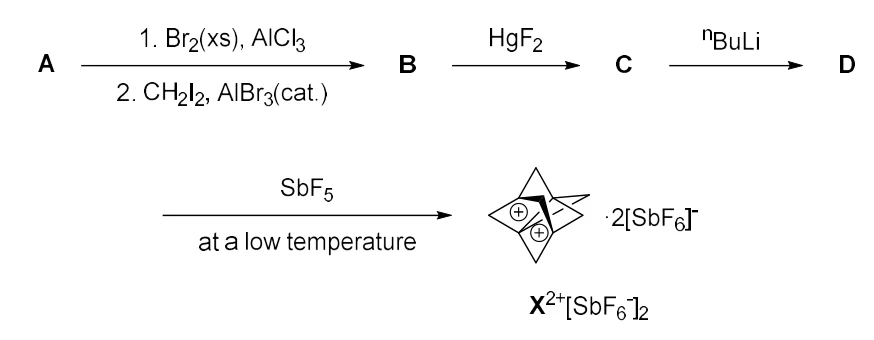 A
1. Br₂(xs), AlCl₃
2. CH₂I₂, AlBr₃(cat.)
B
HgF₂
C
ⁿBuLi
D
SbF₅
at a low temperature
⊕
⊕
·2[SbF₆]⁻
X²⁺[SbF₆⁻]₂